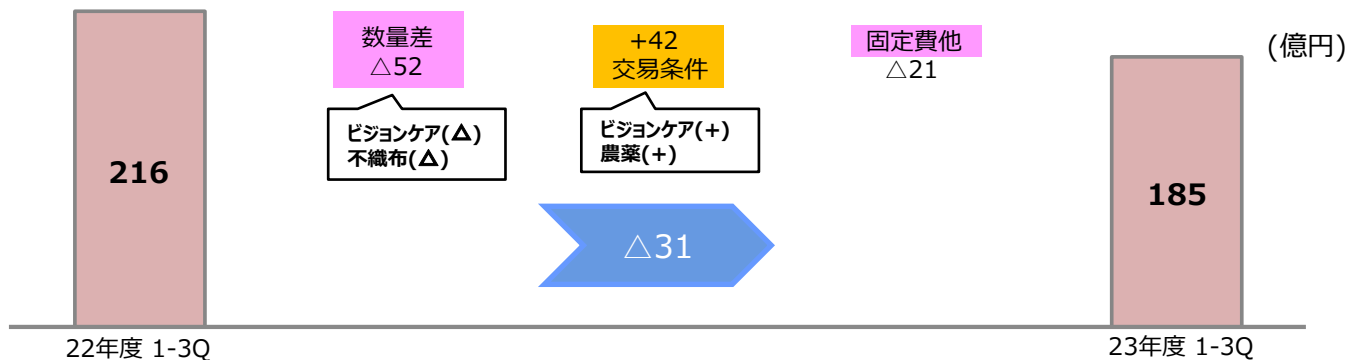 数量差
△52
+42
交易条件
固定費他
△21
(億円)
ビジョンケア(△)
不織布(△)
ビジョンケア(+)
農薬(+)
216
185
△31
22年度 1-3Q
23年度 1-3Q